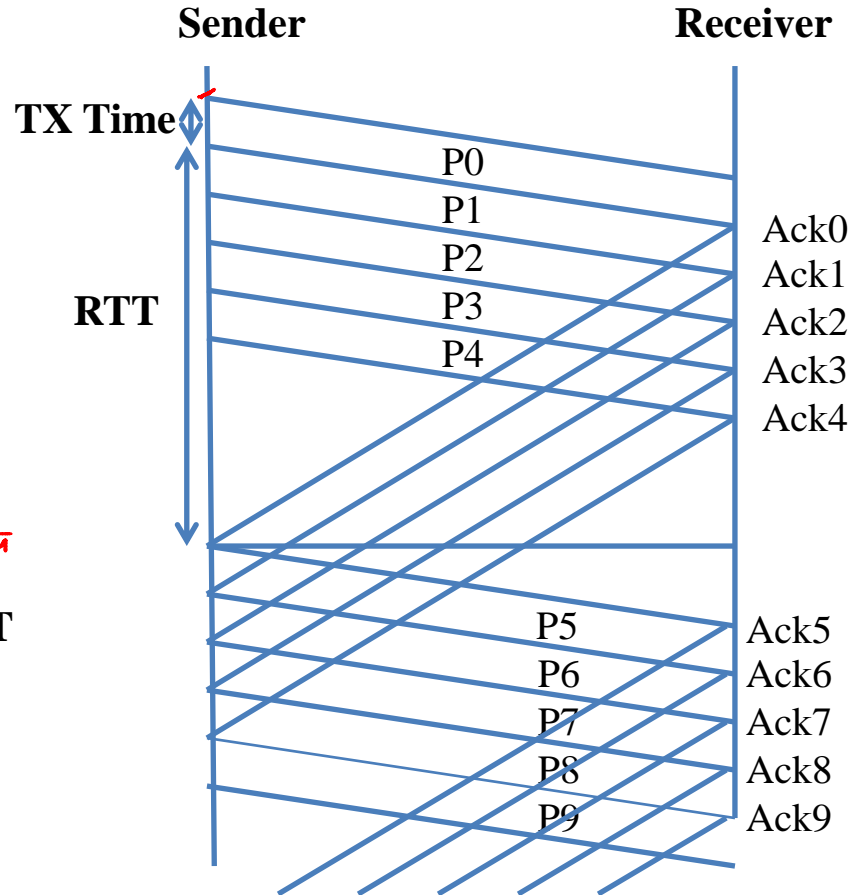 Sender Receiver
TX Time
P0
P1
Ack0
P2
Ack1
P3
Ack2
RTT
P4
Ack3
Ack4
T
P5
Ack5
P6
Ack6
P7
Ack7
P8
Ack8
P9
Ack9